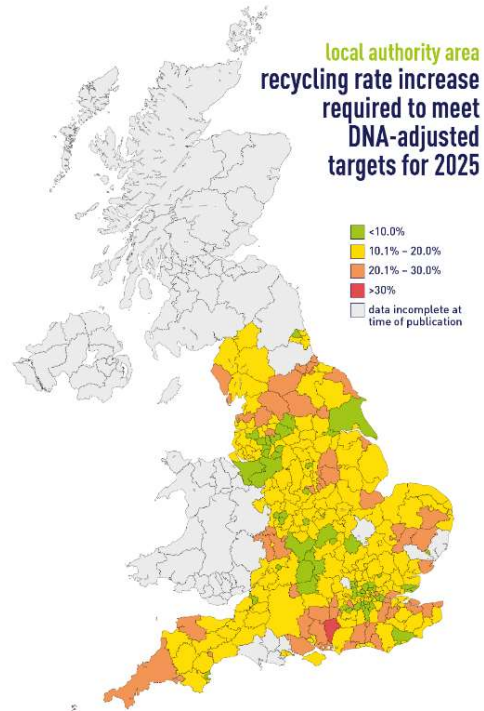 local authority area
recycling rate increase
required to meet
DNA-adjusted
targets for 2025
<10.0%
10.1% – 20.0%
20.1% – 30.0%
>30%
data incomplete at
time of publication